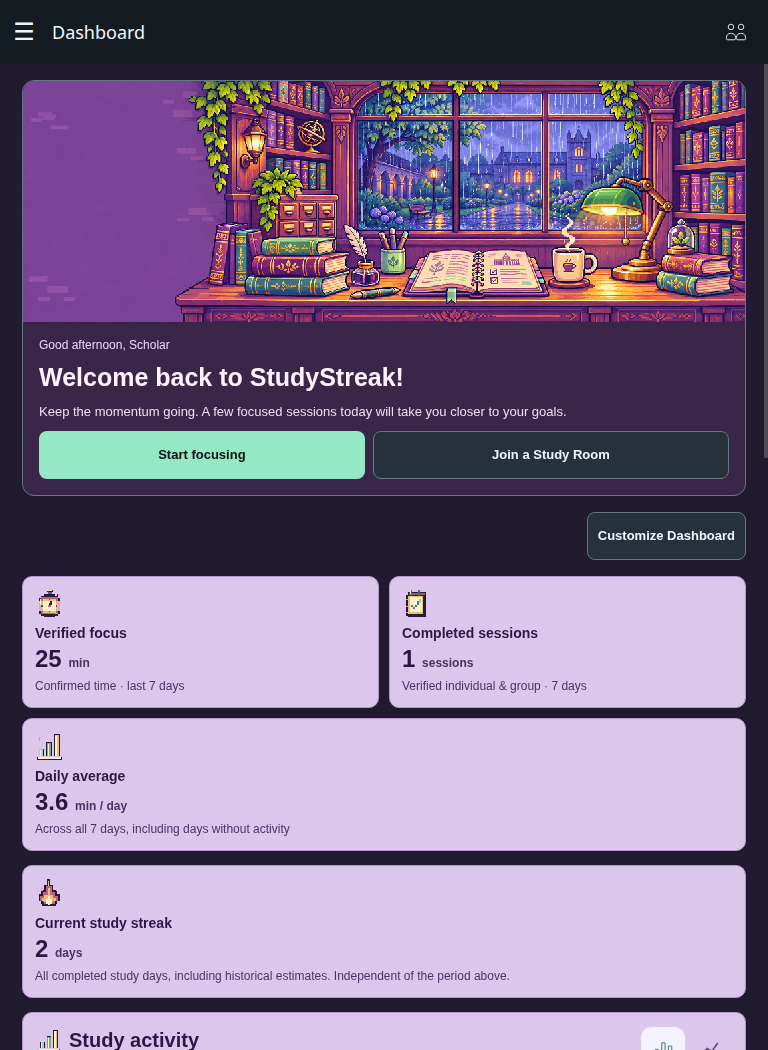 Dashboard
Good afternoon, Scholar
Welcome back to StudyStreak!
Keep the momentum going. A few focused sessions today will take you closer to your goals.
Start focusing
Join a Study Room
Customize Dashboard
Verified focus
25 min
Confirmed time · last 7 days
Completed sessions
1 sessions
Verified individual & group · 7 days
Daily average
3.6 min / day
Across all 7 days, including days without activity
Current study streak
2 days
All completed study days, including historical estimates. Independent of the period above.
Study activity